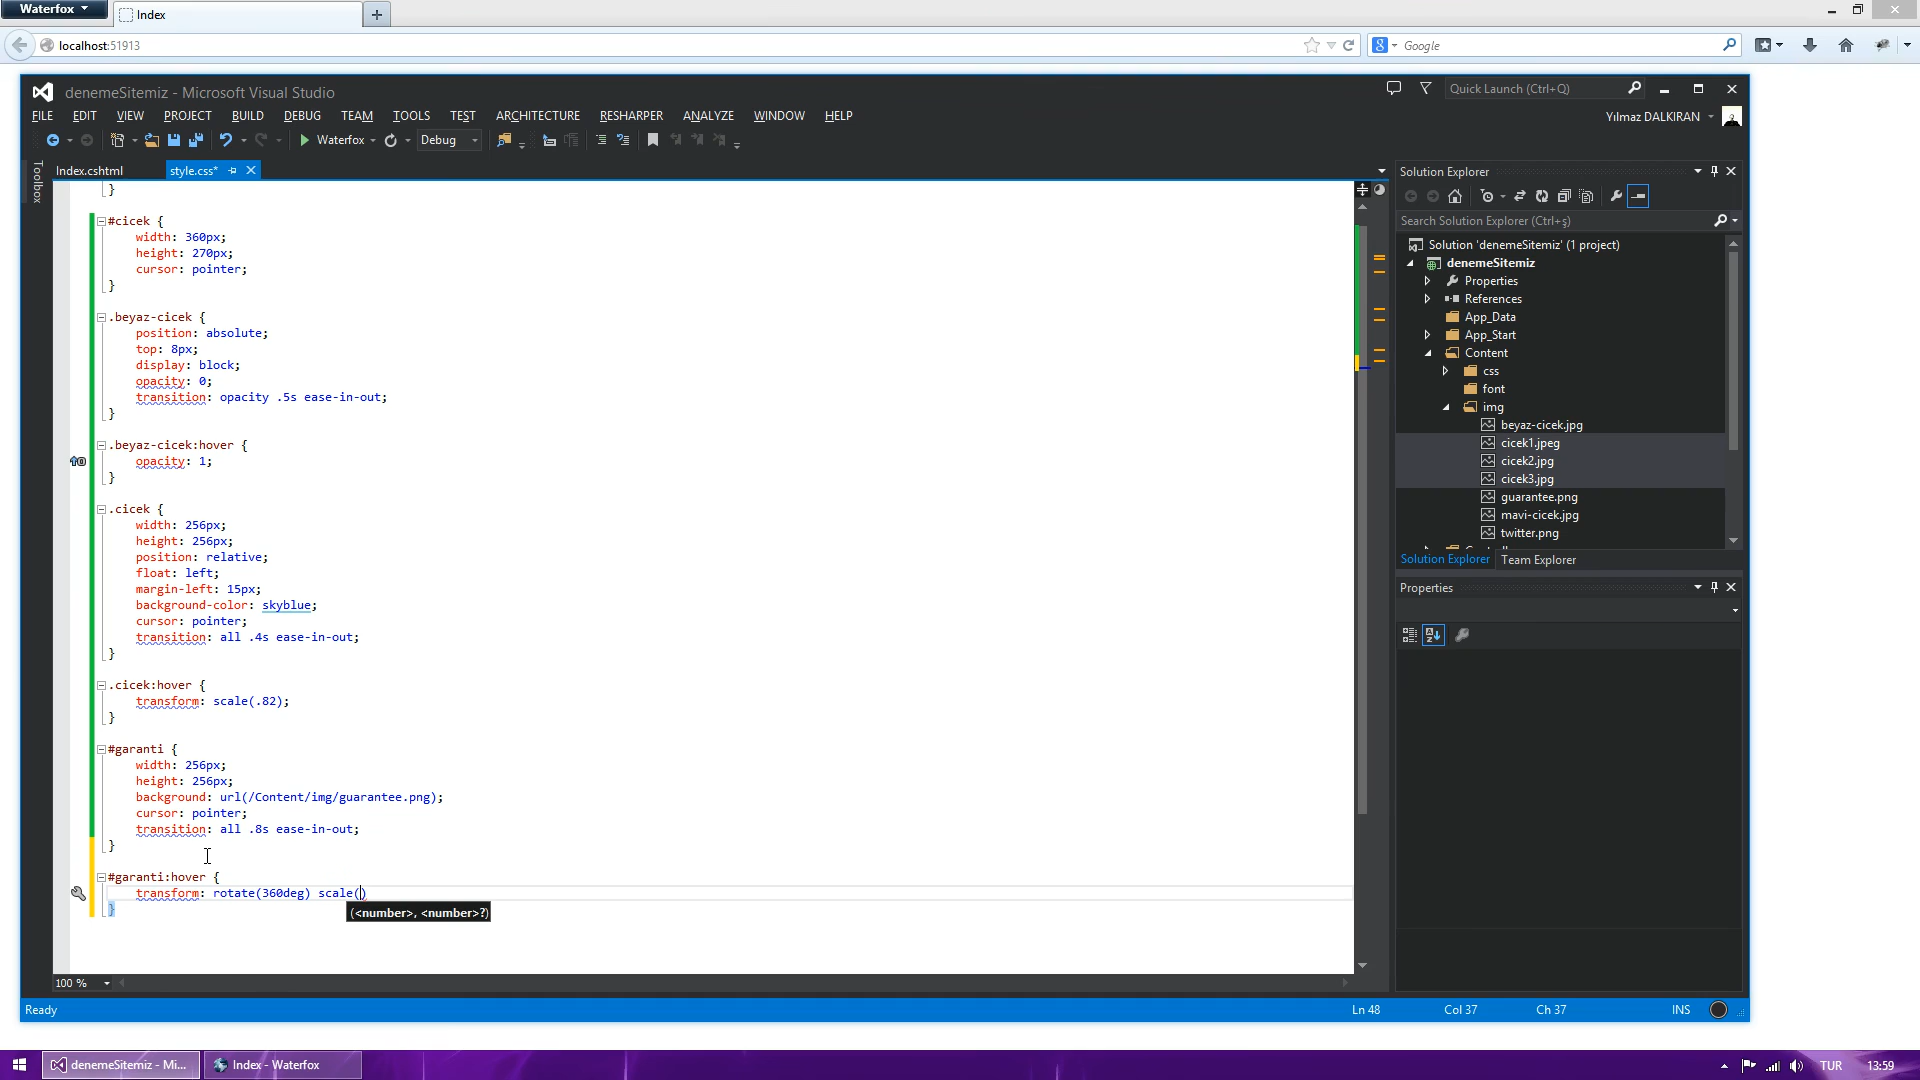 Waterfox
Index
localhost:51913
Google
denemeSitemiz - Microsoft Visual Studio
Quick Launch (Ctrl+Q)
FILE EDIT VIEW PROJECT BUILD DEBUG TEAM TOOLS TEST ARCHITECTURE RESHARPER ANALYZE WINDOW HELP
Yılmaz DALKIRAN
Waterfox Debug
Toolbox
Index.cshtml style.css*
}
#cicek {
width: 360px;
height: 270px;
cursor: pointer;
}
.beyaz-cicek {
position: absolute;
top: 8px;
display: block;
opacity: 0;
transition: opacity .5s ease-in-out;
}
.beyaz-cicek:hover {
opacity: 1;
}
.cicek {
width: 256px;
height: 256px;
position: relative;
float: left;
margin-left: 15px;
background-color: skyblue;
cursor: pointer;
transition: all .4s ease-in-out;
}
.cicek:hover {
transform: scale(.82);
}
#garanti {
width: 256px;
height: 256px;
background: url(/Content/img/guarantee.png);
cursor: pointer;
transition: all .8s ease-in-out;
}
#garanti:hover {
transform: rotate(360deg) scale()
}
(<number>, <number>?)
100 %
Solution Explorer
Search Solution Explorer (Ctrl+ş)
Solution 'denemeSitemiz' (1 project)
denemeSitemiz
Properties
References
App_Data
App_Start
Content
css
font
img
beyaz-cicek.jpg
cicek1.jpeg
cicek2.jpg
cicek3.jpg
guarantee.png
mavi-cicek.jpg
twitter.png
Solution Explorer Team Explorer
Properties
Ready
Ln 48 Col 37 Ch 37 INS
denemeSitemiz - Mi...
Index - Waterfox
TUR
13:59